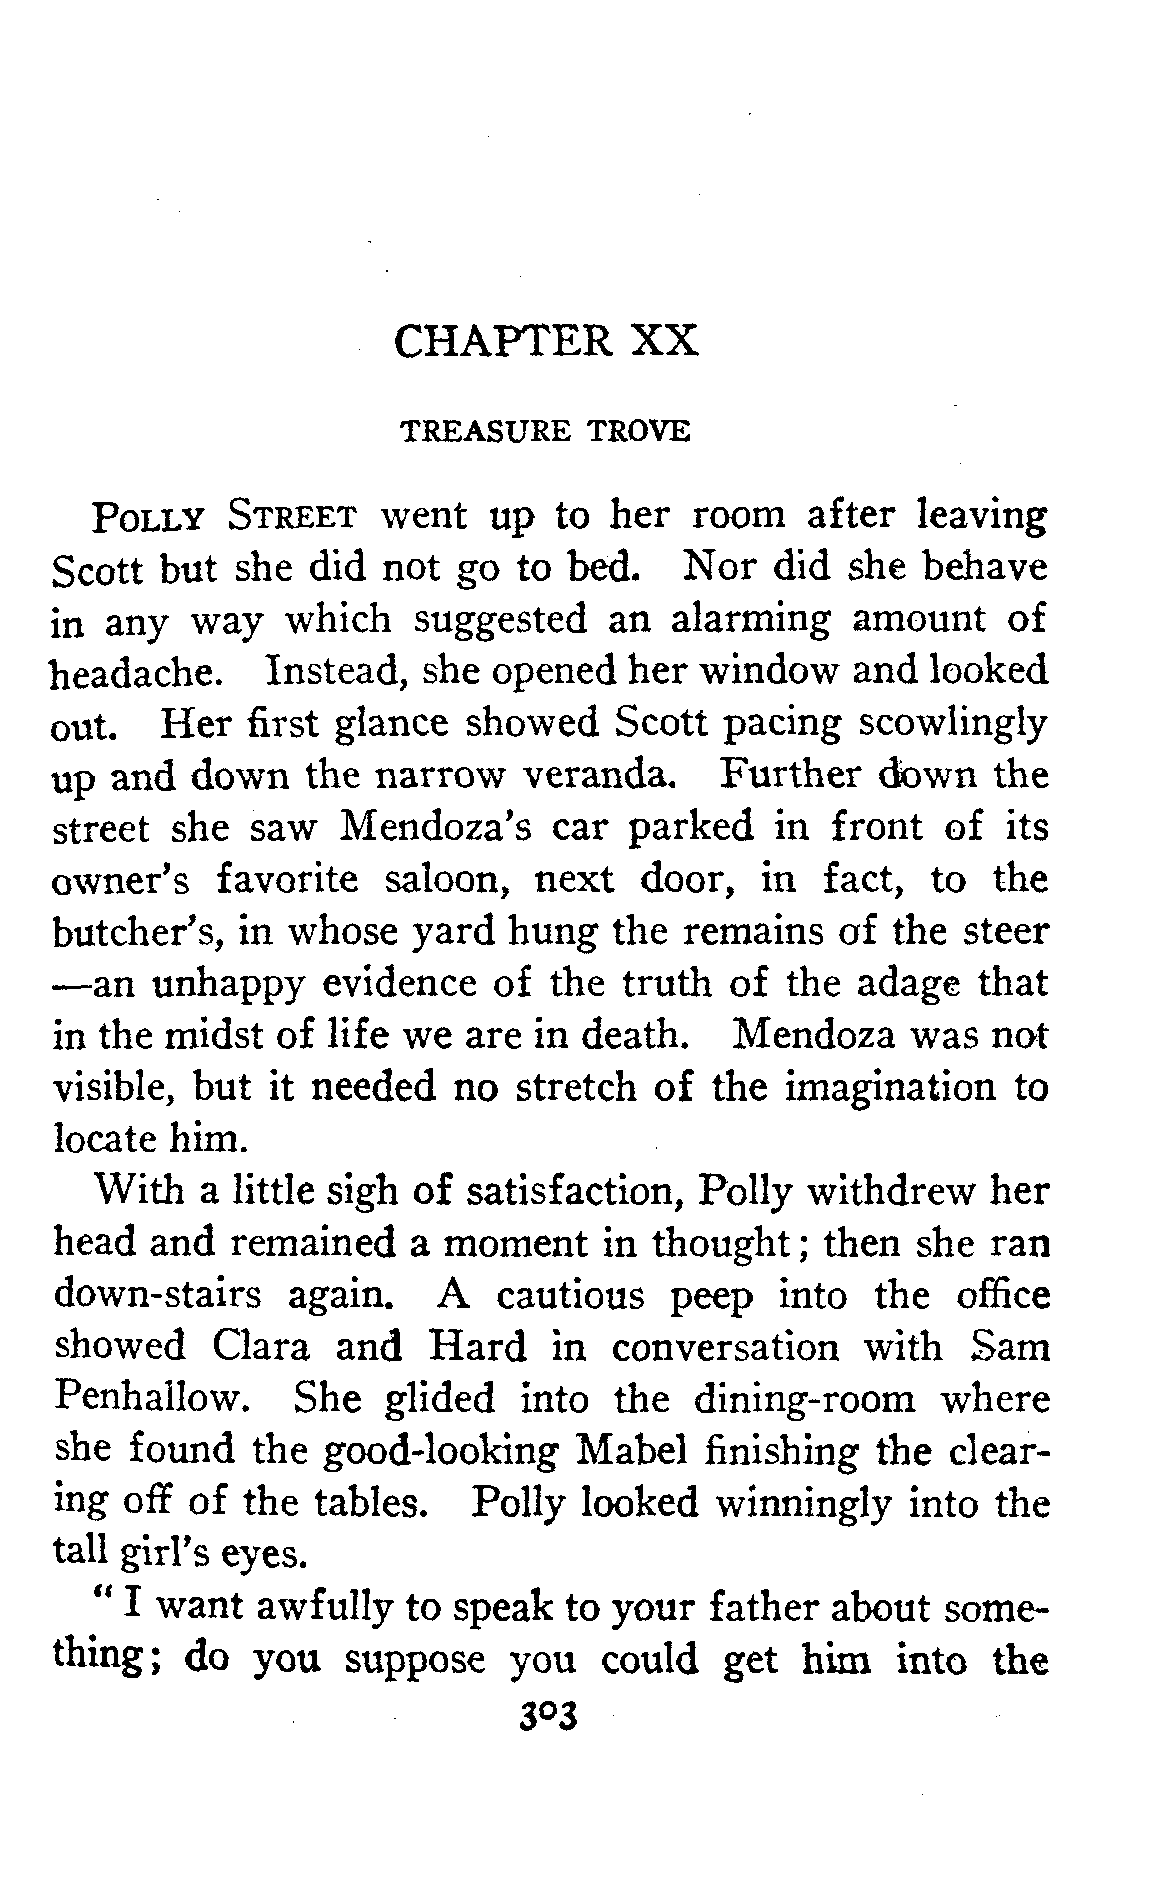 CHAPTER XX
TREASURE TROVE
POLLY STREET went up to her room after leaving
Scott but she did not go to bed. Nor did she behave
in any way which suggested an alarming amount of
headache. Instead, she opened her window and looked
out. Her first glance showed Scott pacing scowlingly
up and down the narrow veranda. Further down the
street she saw Mendoza's car parked in front of its
owner's favorite saloon, next door, in fact, to the
butcher's, in whose yard hung the remains of the steer
—an unhappy evidence of the truth of the adage that
in the midst of life we are in death. Mendoza was not
visible, but it needed no stretch of the imagination to
locate him.
With a little sigh of satisfaction, Polly withdrew her
head and remained a moment in thought; then she ran
down-stairs again. A cautious peep into the office
showed Clara and Hard in conversation with Sam
Penhallow. She glided into the dining-room where
she found the good-looking Mabel finishing the clear-
ing off of the tables. Polly looked winningly into the
tall girl's eyes.
"I want awfully to speak to your father about some-
thing; do you suppose you could get him into the
303